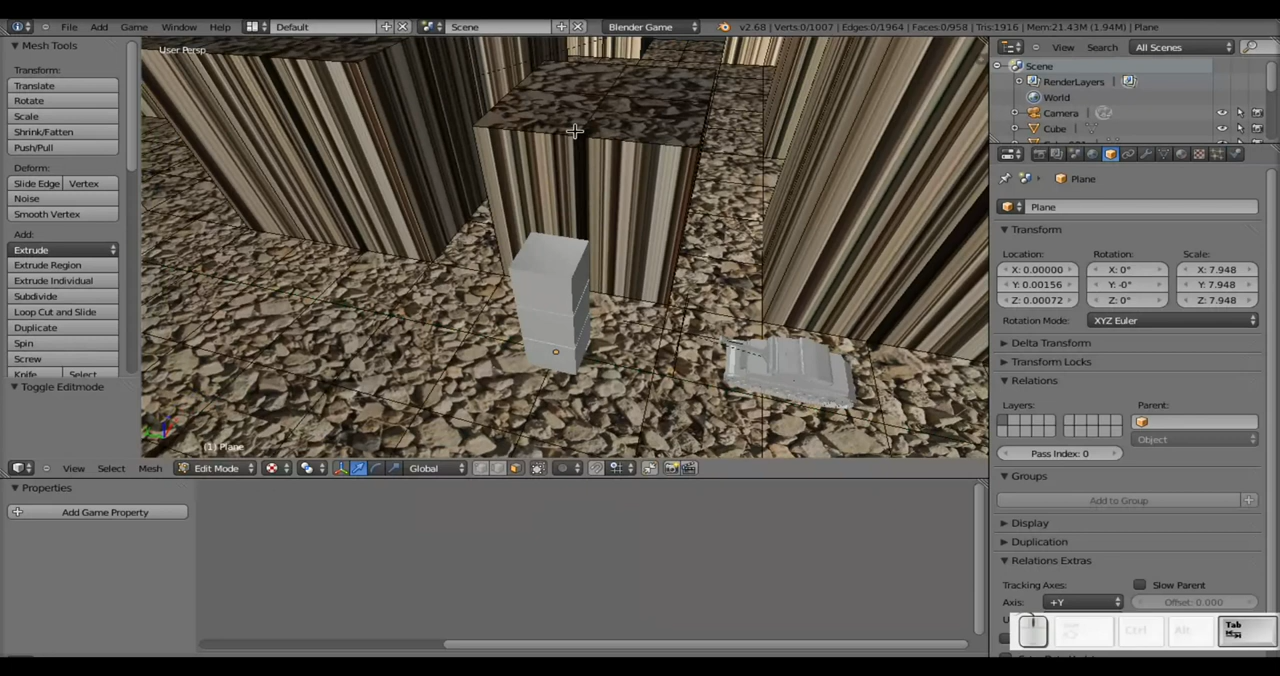 File Add Game Window Help Default Scene Blender Game v2.68 | Verts:0/1007 | Edges:0/1964 | Faces:0/958 | Tris:1916 | Mem:21.43M (1.94M) | Plane
Mesh Tools
User Persp
View Search All Scenes
Scene
RenderLayers
World
Camera
Cube
Transform:
Translate
Rotate
Scale
Shrink/Fatten
Push/Pull
Deform:
Slide Edge Vertex
Noise
Smooth Vertex
Add:
Extrude
Extrude Region
Extrude Individual
Subdivide
Loop Cut and Slide
Duplicate
Spin
Screw
Knife Select
Toggle Editmode
(1) Plane
View Select Mesh Edit Mode Global
Properties
Add Game Property
Plane
Plane
Transform
Location: Rotation: Scale:
X: 0.00000 X: 0° X: 7.948
Y: 0.00156 Y: -0° Y: 7.948
Z: 0.00072 Z: 0° Z: 7.948
Rotation Mode: XYZ Euler
Delta Transform
Transform Locks
Relations
Layers: Parent:
Object
Pass Index: 0
Groups
Add to Group
Display
Duplication
Relations Extras
Tracking Axes: Slow Parent
Axis: +Y Offset: 0.000
Ctrl Alt Tab